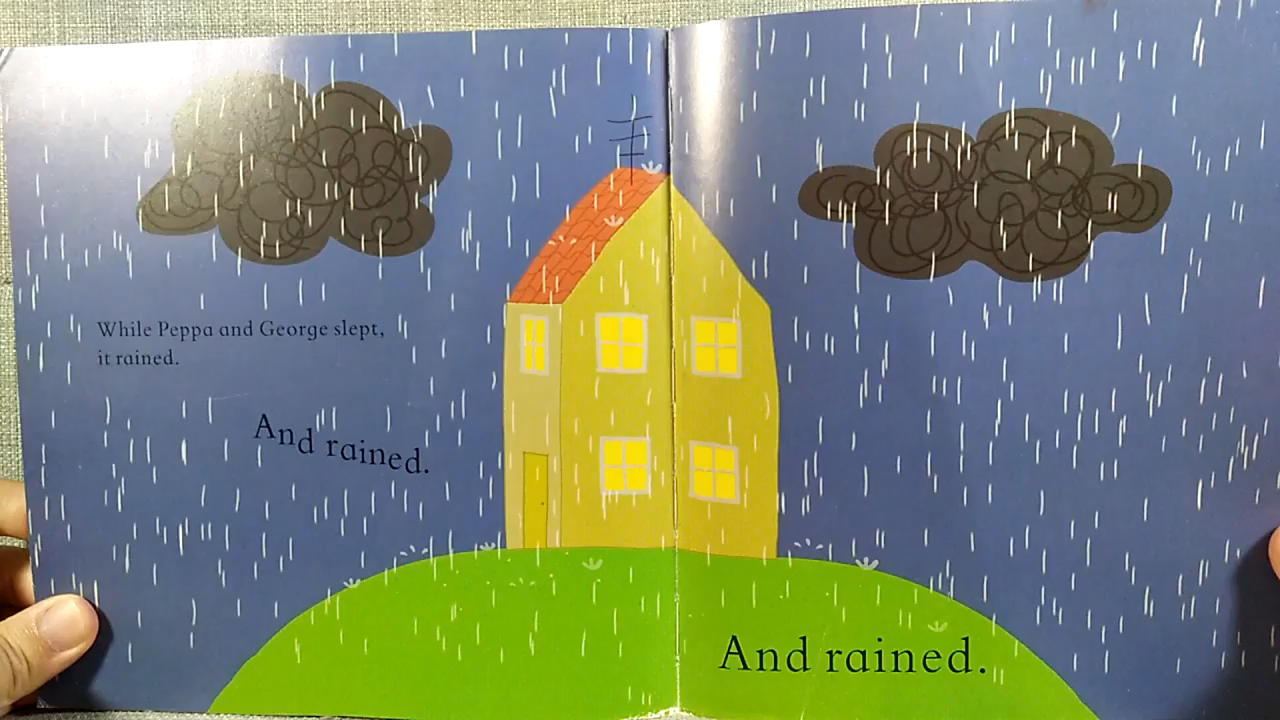 While Peppa and George slept,
it rained.
And rained.
And rained.